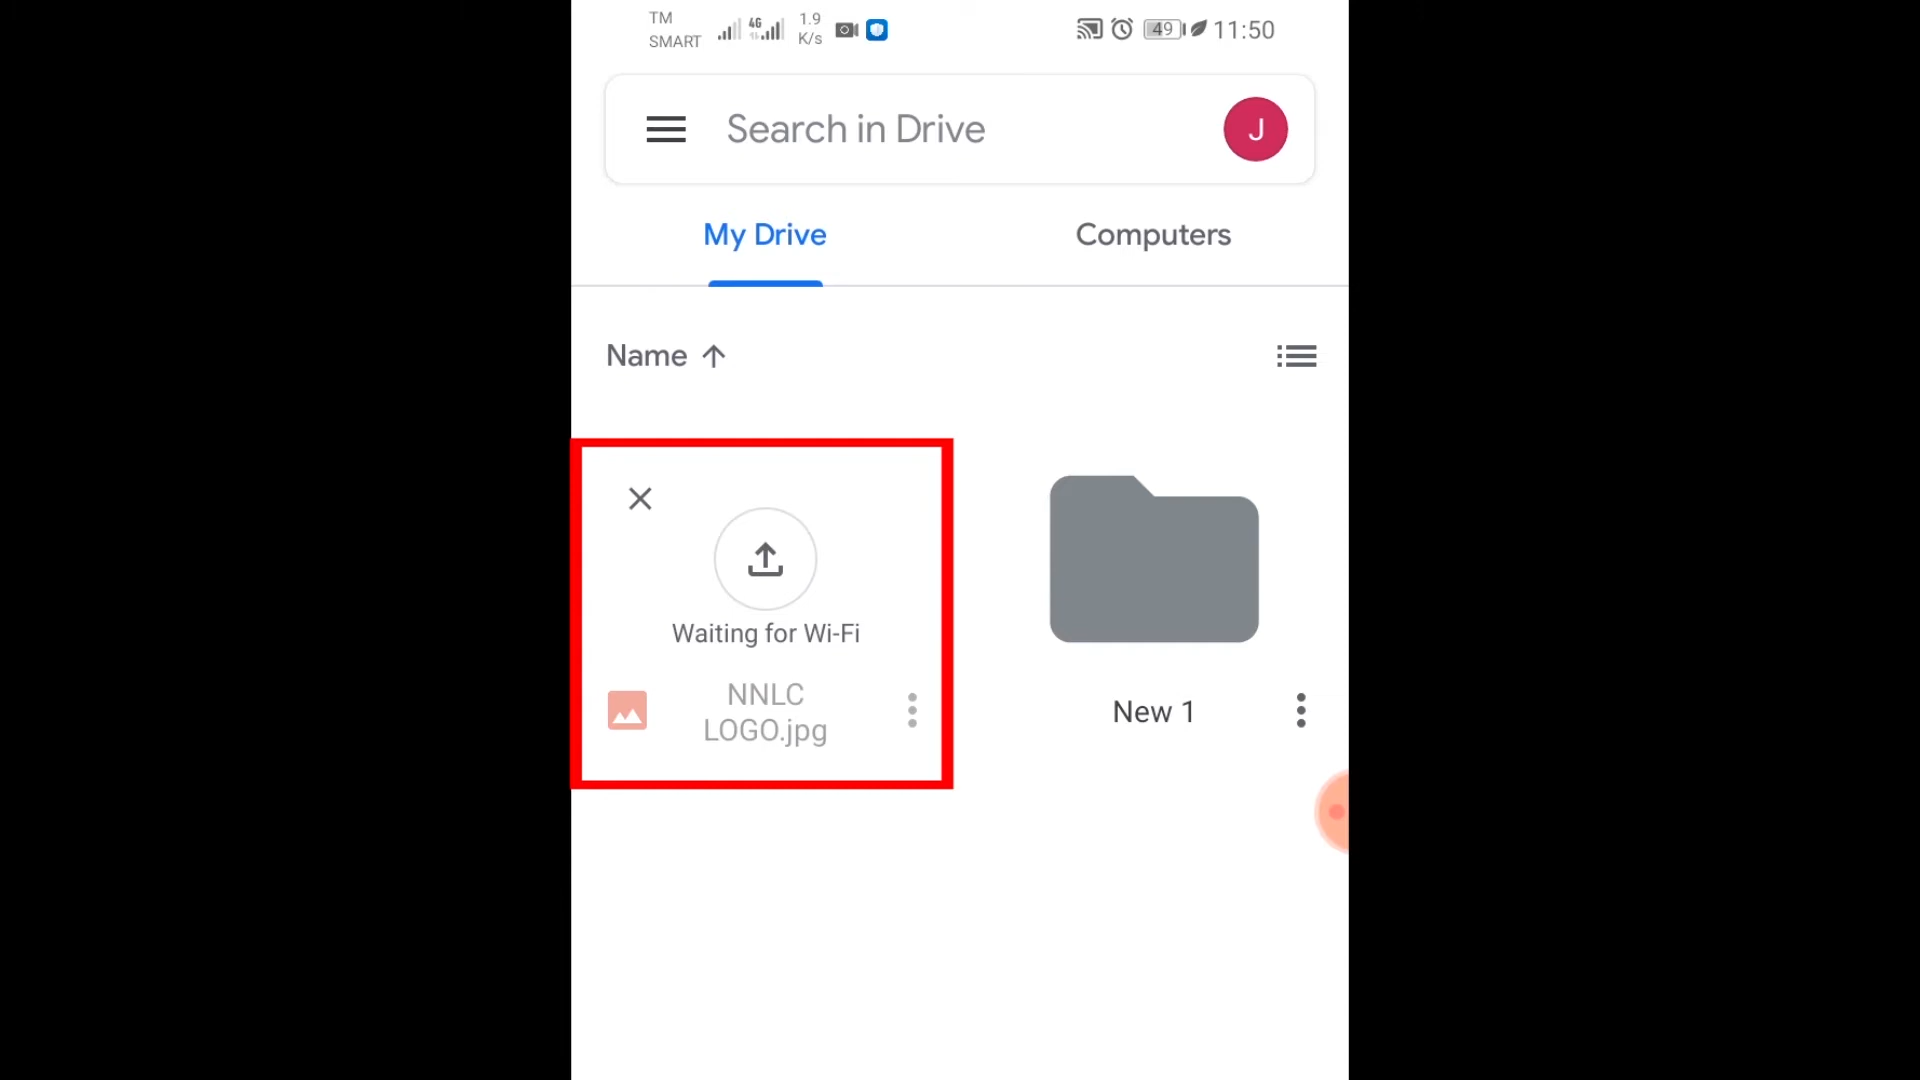 TM
SMART
4G
1.9
K/s
49
11:50
Search in Drive
J
My Drive
Computers
Name
Waiting for Wi-Fi
NNLC
LOGO.jpg
New 1